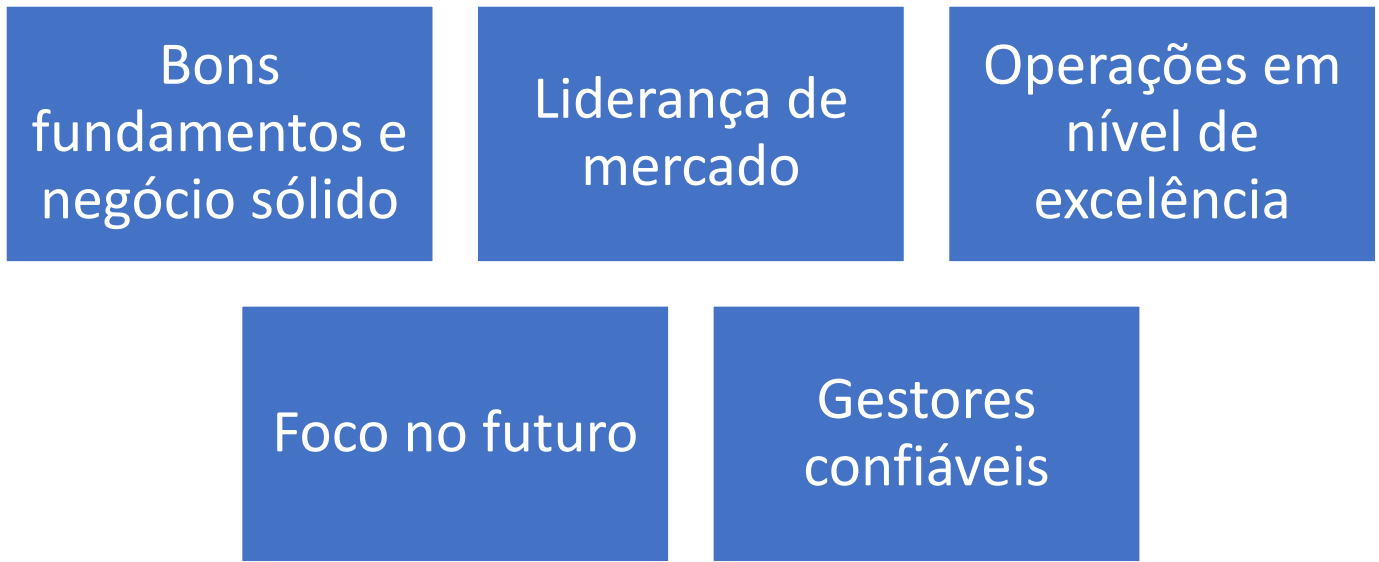 Bons
fundamentos e
negócio sólido
Liderança de
mercado
Operações em
nível de
excelência
Foco no futuro
Gestores
confiáveis